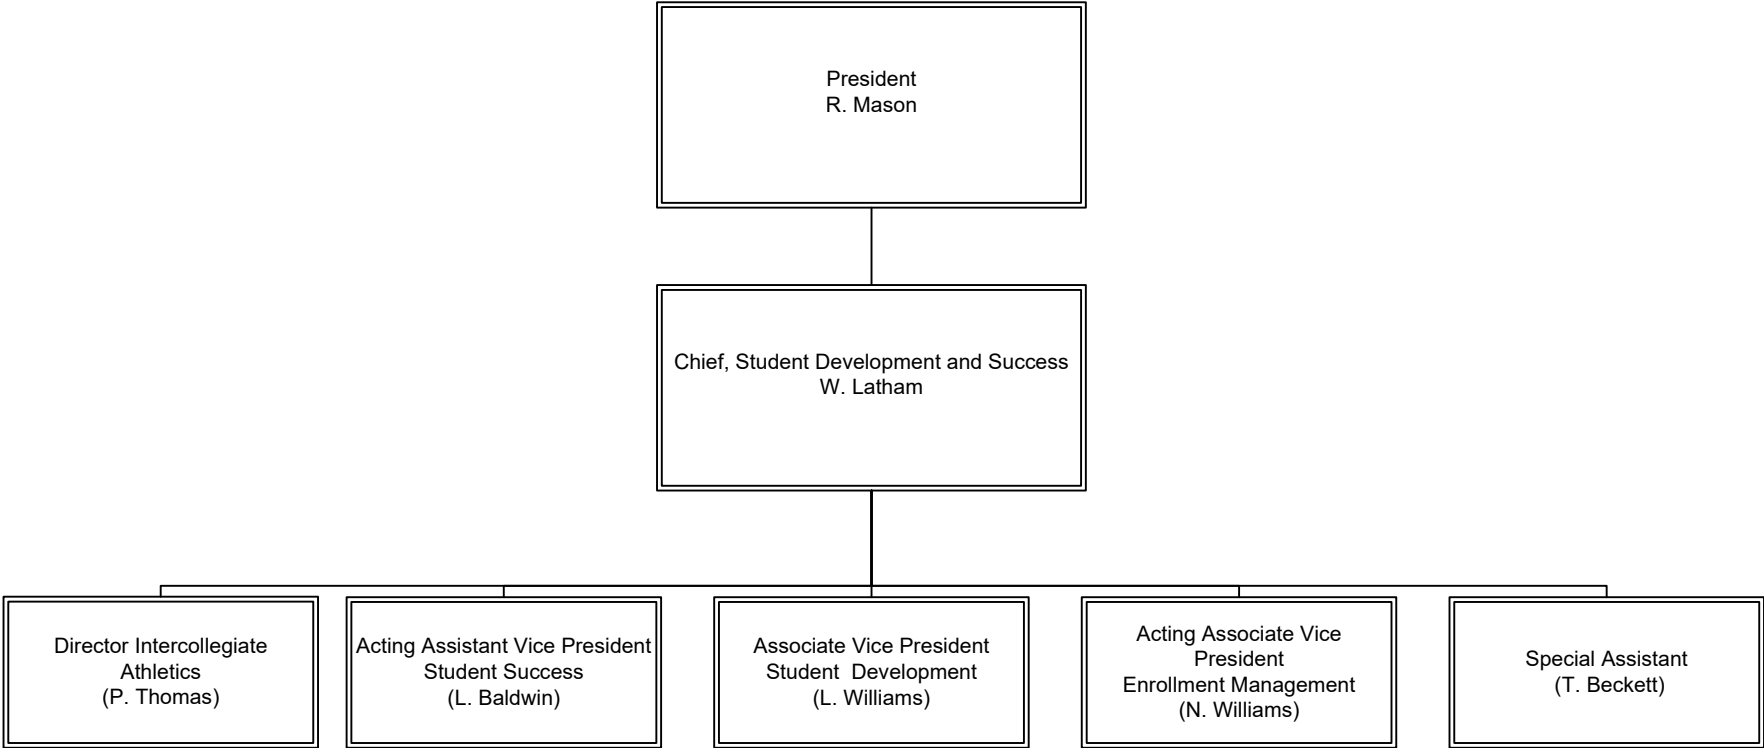 President
R. Mason
Chief, Student Development and Success
W. Latham
Director Intercollegiate
Athletics
(P. Thomas)
Acting Assistant Vice President
Student Success
(L. Baldwin)
Associate Vice President
Student  Development
(L. Williams)
Acting Associate Vice
President
Enrollment Management
(N. Williams)
Special Assistant
(T. Beckett)